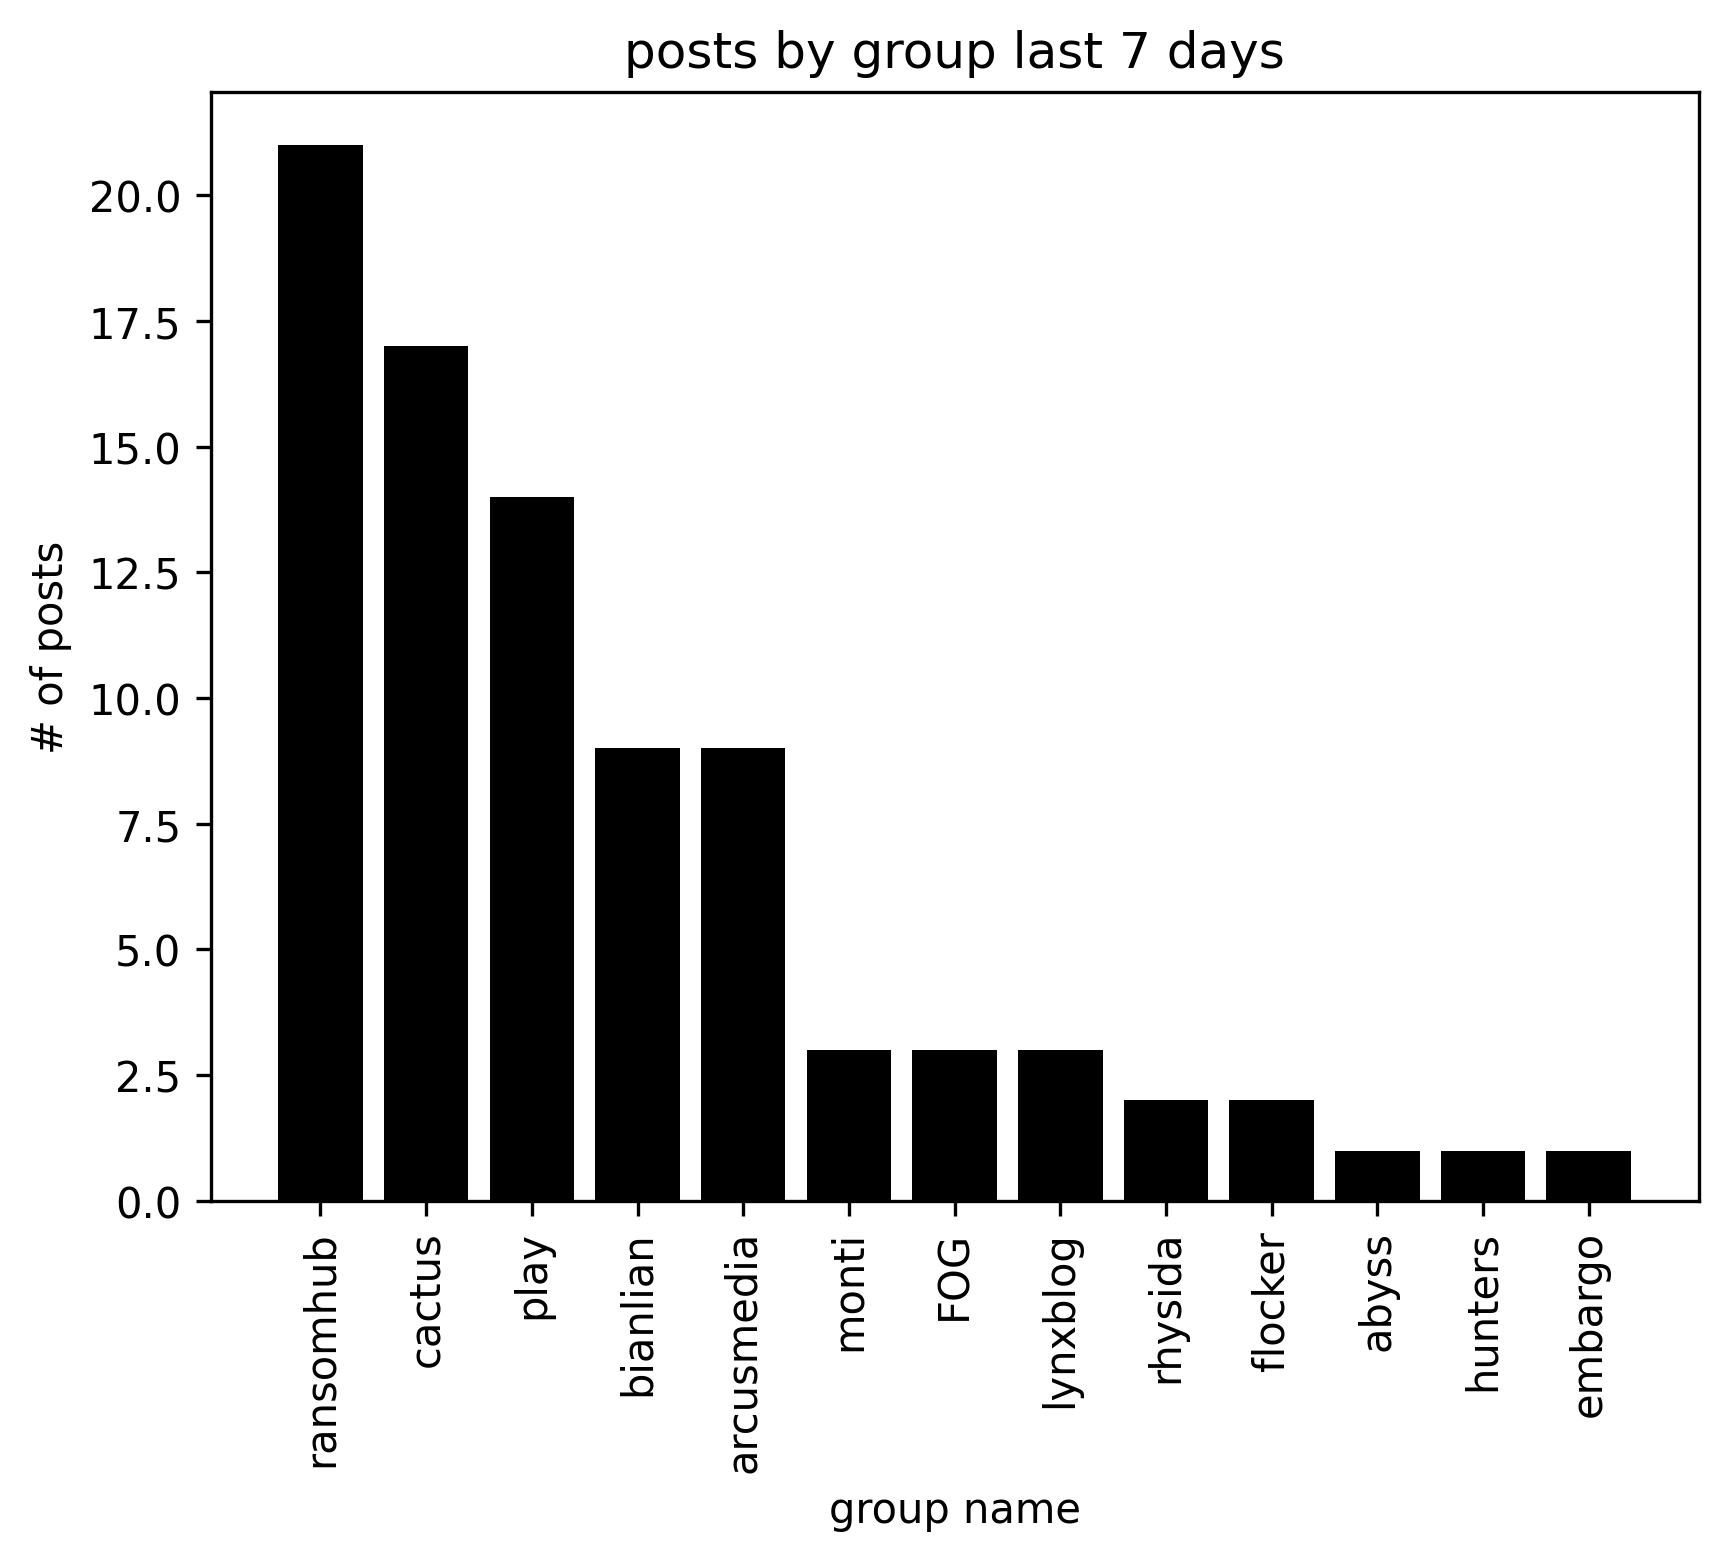 posts by group last 7 days
# of posts
20.0
17.5
15.0
12.5
10.0
7.5
5.0
2.5
0.0
ransomhub
cactus
play
bianlian
arcusmedia
monti
FOG
lynxblog
rhysida
flocker
abyss
hunters
embargo
group name